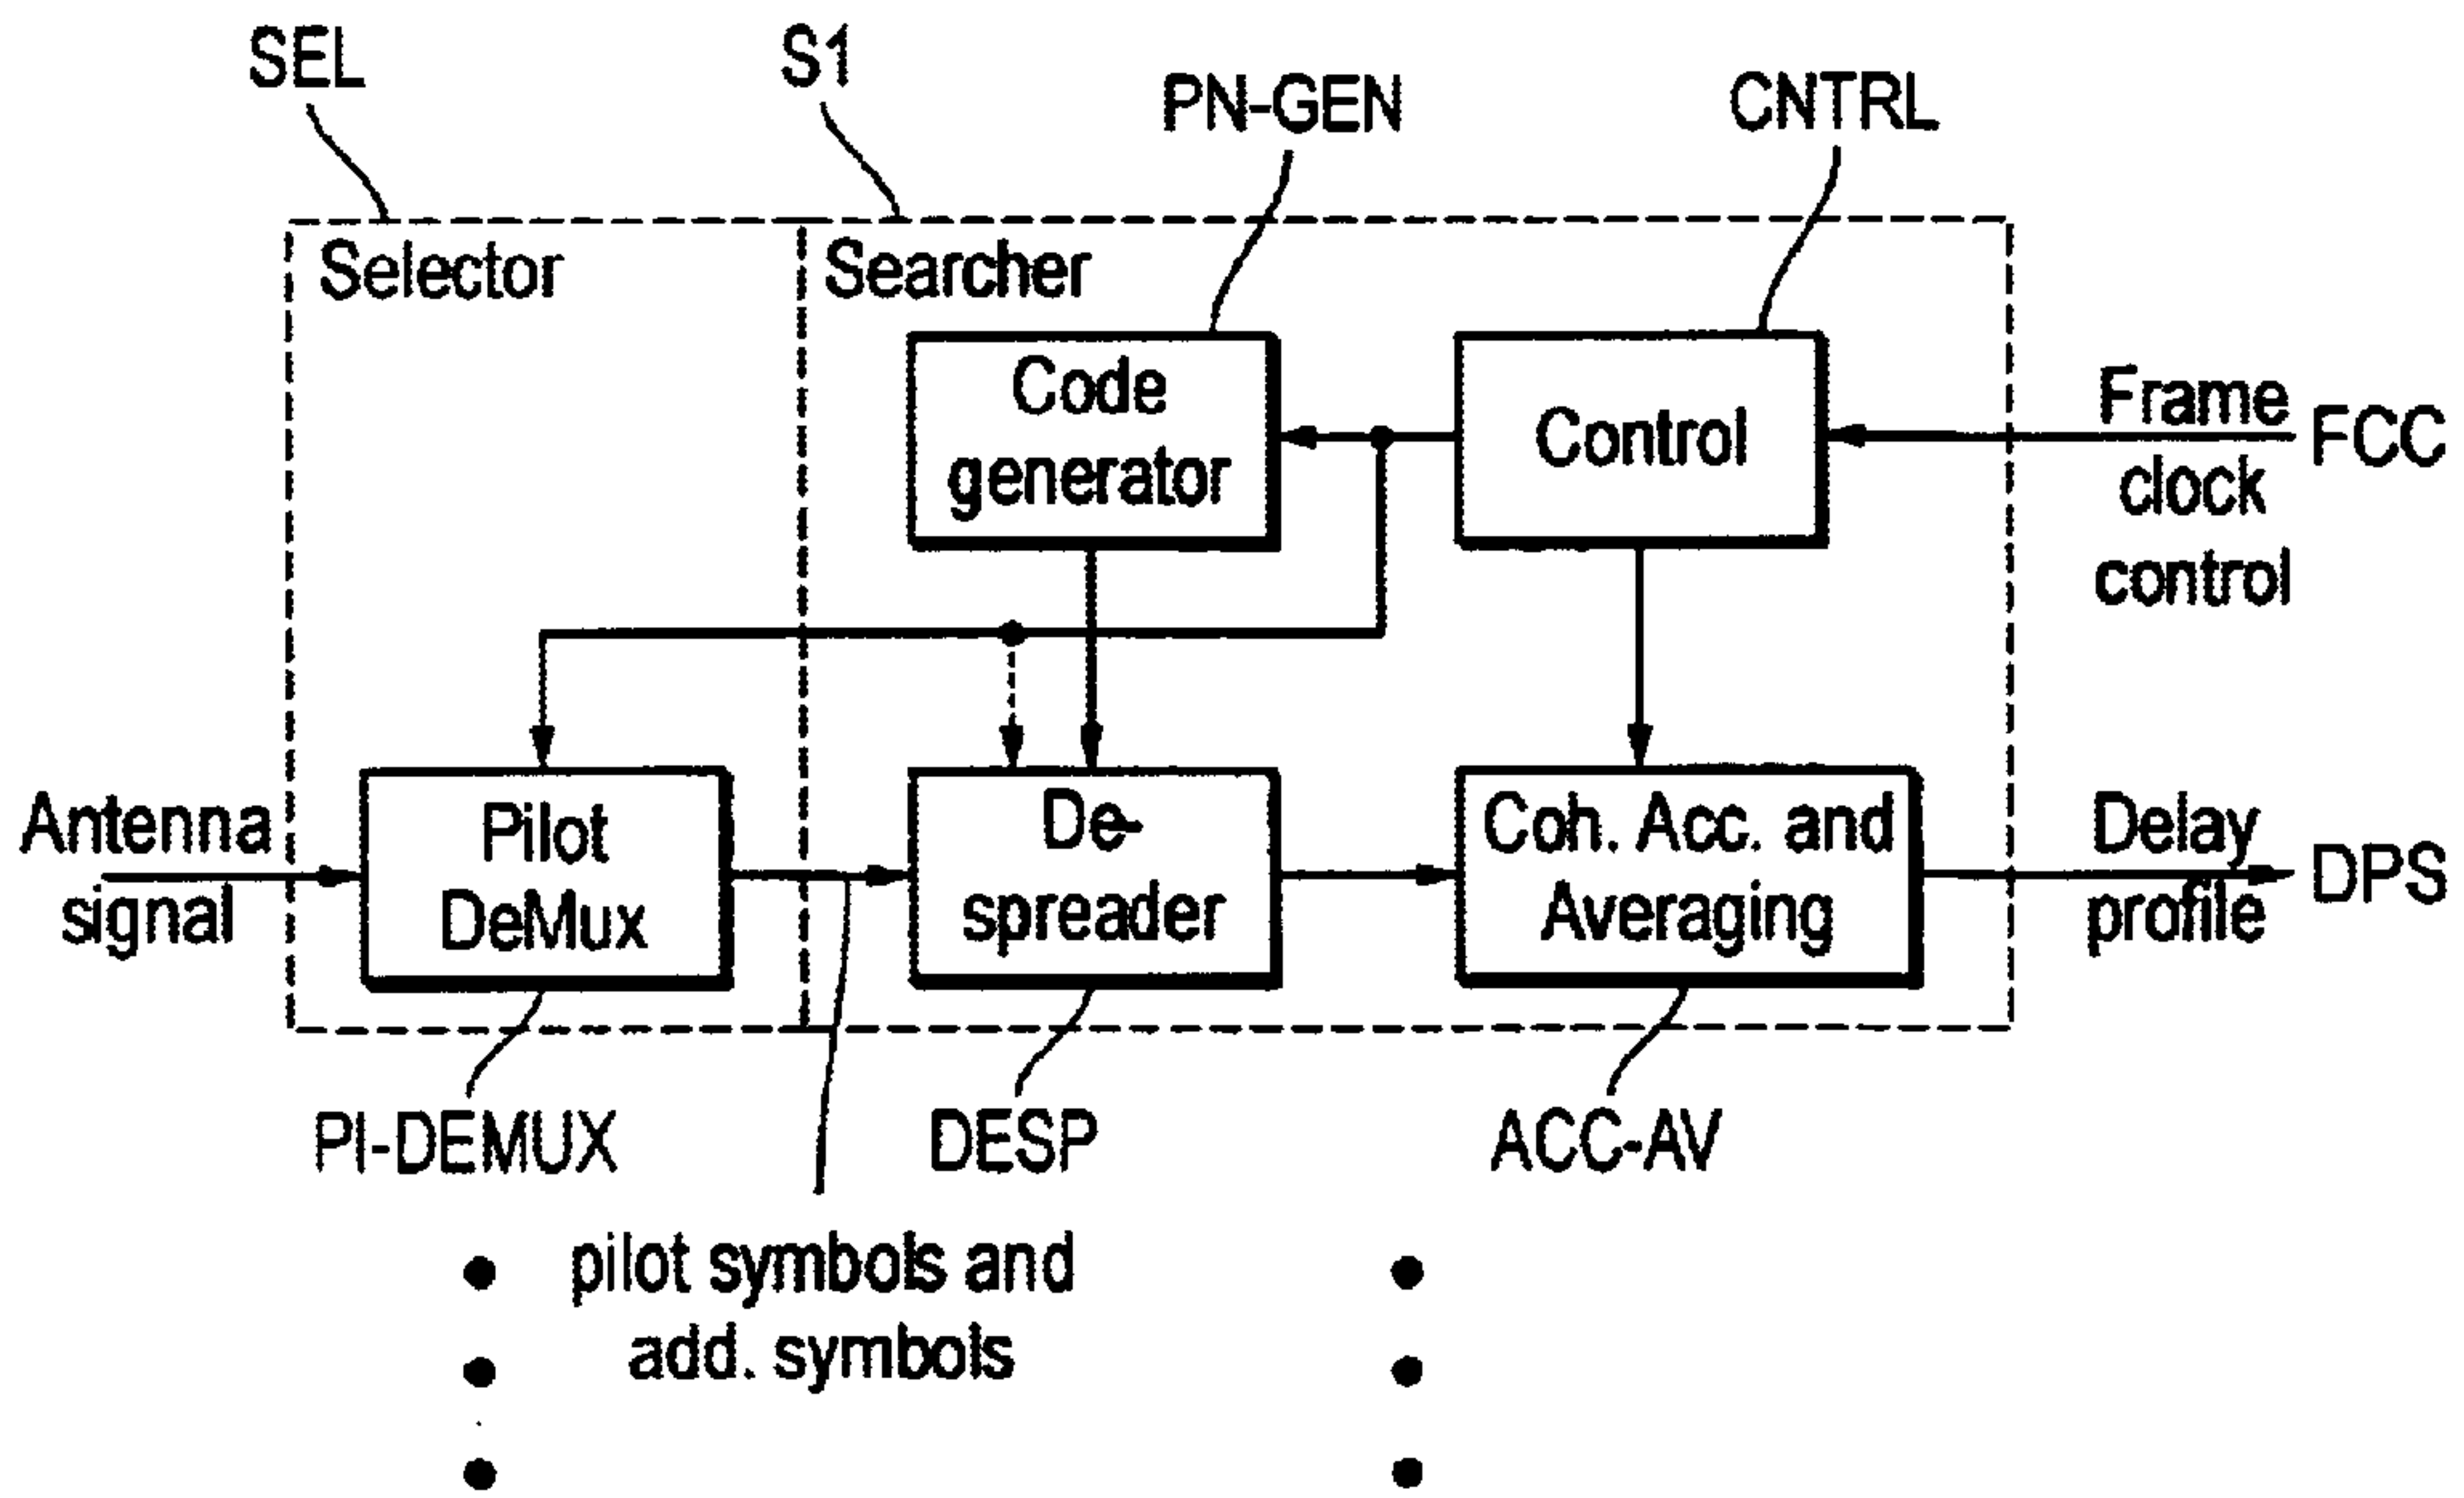 SEL
S1
PN-GEN
CNTRL
Selector
Searcher
Code
generator
Control
Frame
clock
control
FCC
Antenna
signal
Pilot
DeMux
De-
spreader
Coh. Acc. and
Averaging
Delay
profile
DPS
PI-DEMUX
DESP
ACC-AV
pilot symbols and
add. symbols